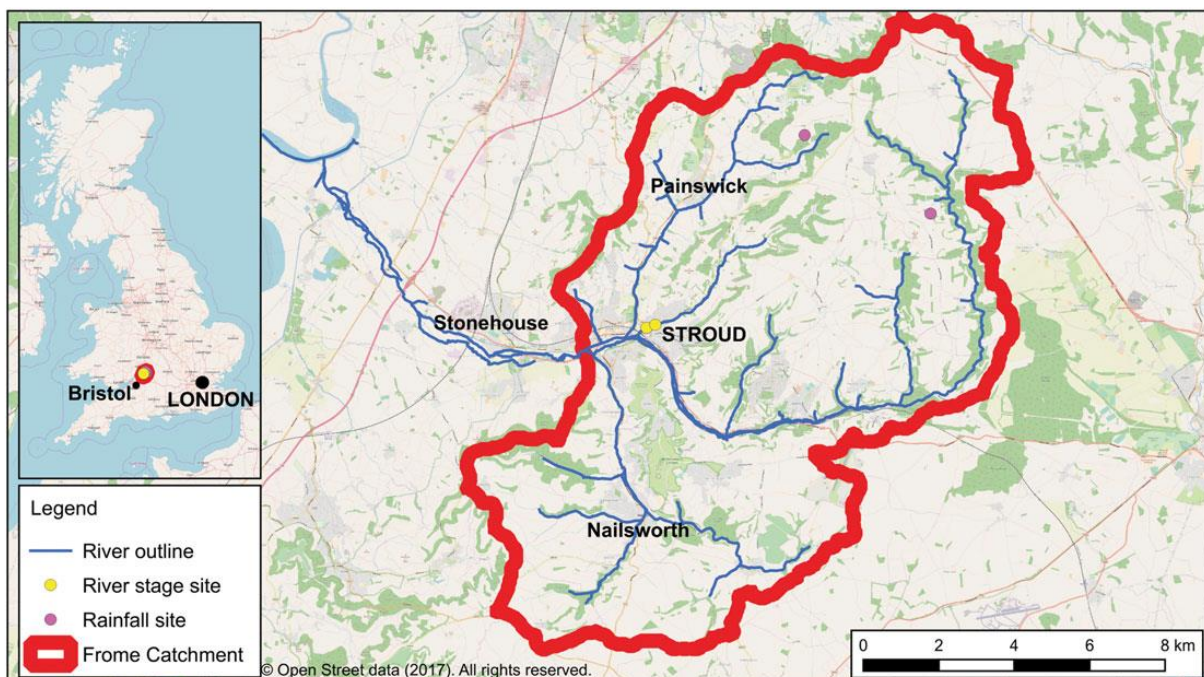 Bristol
LONDON
Painswick
Stonehouse
STROUD
Nailsworth
Legend
River outline
River stage site
Rainfall site
Frome Catchment
© Open Street data (2017). All rights reserved.
0 2 4 6 8 km